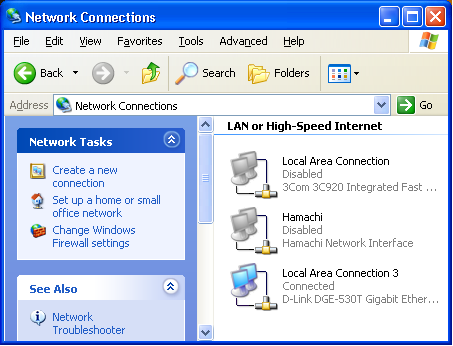 Network Connections
File Edit View Favorites Tools Advanced Help
Back Search Folders
Address Network Connections Go
Network Tasks
Create a new
connection
Set up a home or small
office network
Change Windows
Firewall settings
See Also
Network
Troubleshooter
LAN or High-Speed Internet
Local Area Connection
Disabled
3Com 3C920 Integrated Fast ...
Hamachi
Disabled
Hamachi Network Interface
Local Area Connection 3
Connected
D-Link DGE-530T Gigabit Ether...